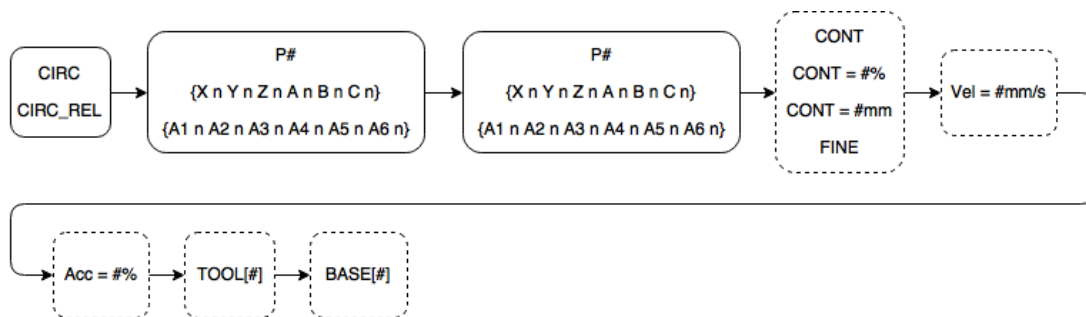 CIRC
CIRC_REL
P#
{X n Y n Z n A n B n C n}
{A1 n A2 n A3 n A4 n A5 n A6 n}
P#
{X n Y n Z n A n B n C n}
{A1 n A2 n A3 n A4 n A5 n A6 n}
CONT
CONT = #%
CONT = #mm
FINE
Vel = #mm/s
Acc = #%
TOOL[#]
BASE[#]